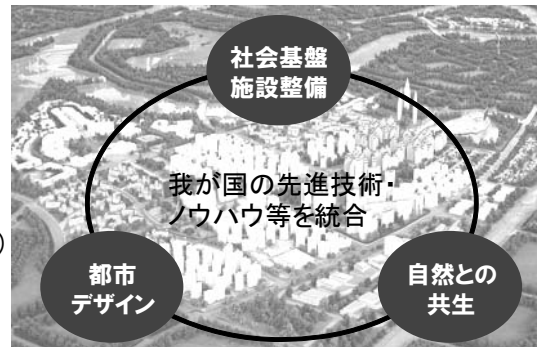 社会基盤
施設整備
我が国の先進技術・
ノウハウ等を統合
)
都市
デザイン
自然との
共生